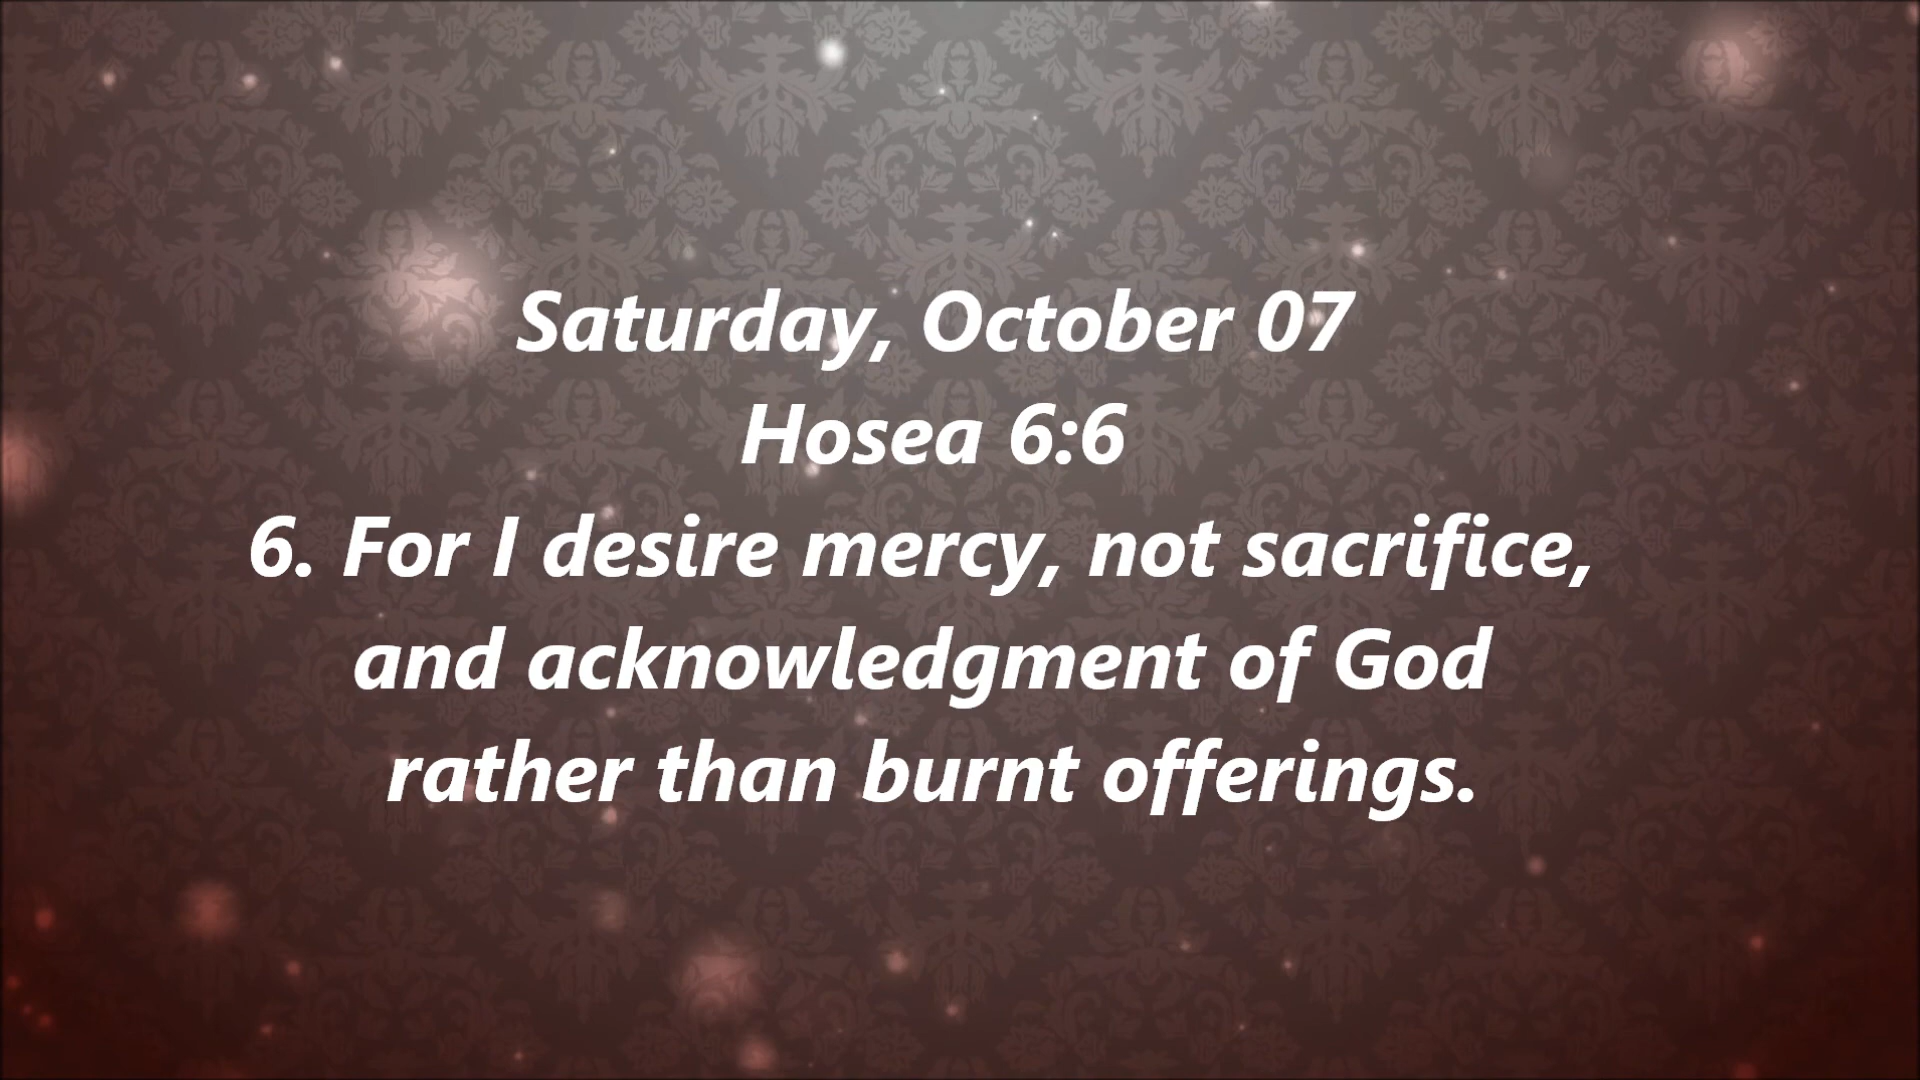 Saturday, October 07
Hosea 6:6
6. For I desire mercy, not sacrifice,
and acknowledgment of God
rather than burnt offerings.